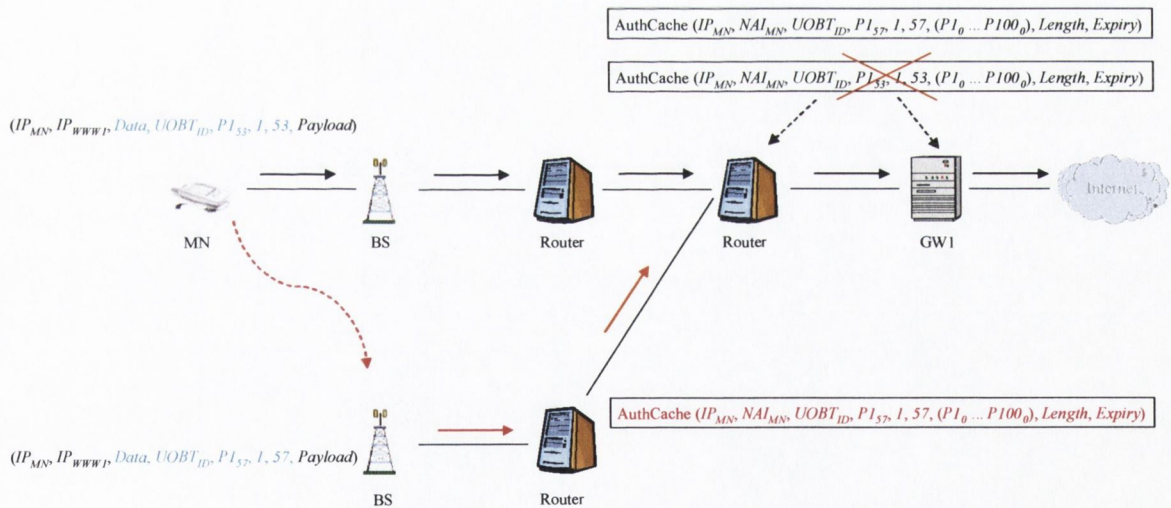 AuthCache (IP_MN, NAI_MN, UOBT_ID, P1_57, 1, 57, (P1_0 ... P100_0), Length, Expiry)
AuthCache (IP_MN, NAI_MN, UOBT_ID, P1_53, 1, 53, (P1_0 ... P100_0), Length, Expiry)
(IP_MN, IP_WWW1, Data, UOBT_ID, P1_53, 1, 53, Payload)
Internet
MN
BS
Router
Router
GW1
AuthCache (IP_MN, NAI_MN, UOBT_ID, P1_57, 1, 57, (P1_0 ... P100_0), Length, Expiry)
(IP_MN, IP_WWW1, Data, UOBT_ID, P1_57, 1, 57, Payload)
BS
Router